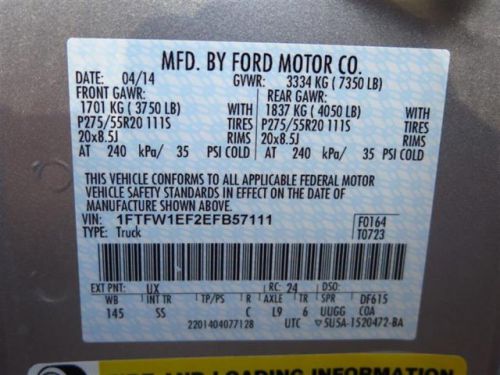 MFD. BY FORD MOTOR CO.
DATE: 04/14 GVWR: 3334 KG (7350 LB)
FRONT GAWR: REAR GAWR:
1701 KG (3750 LB) WITH 1837 KG (4050 LB) WITH
P275/55R20 111S TIRES P275/55R20 111S TIRES
20x8.5J RIMS 20x8.5J RIMS
AT 240 kPa/ 35 PSI COLD AT 240 kPa/ 35 PSI COLD
THIS VEHICLE CONFORMS TO ALL APPLICABLE FEDERAL MOTOR
VEHICLE SAFETY STANDARDS IN EFFECT ON THE DATE OF
MANUFACTURE SHOWN ABOVE.
VIN: 1FTFW1EF2EFB57111 F0164
TYPE: Truck T0723
EXT PNT: UX RC: 24 DSO:
WB INT TR TP/PS R AXLE TR SPR DF615
145 SS C L9 6 UUGG COA
2201404077128 UTC 5U5A-1520472-BA
AND LOADING INFORMATION